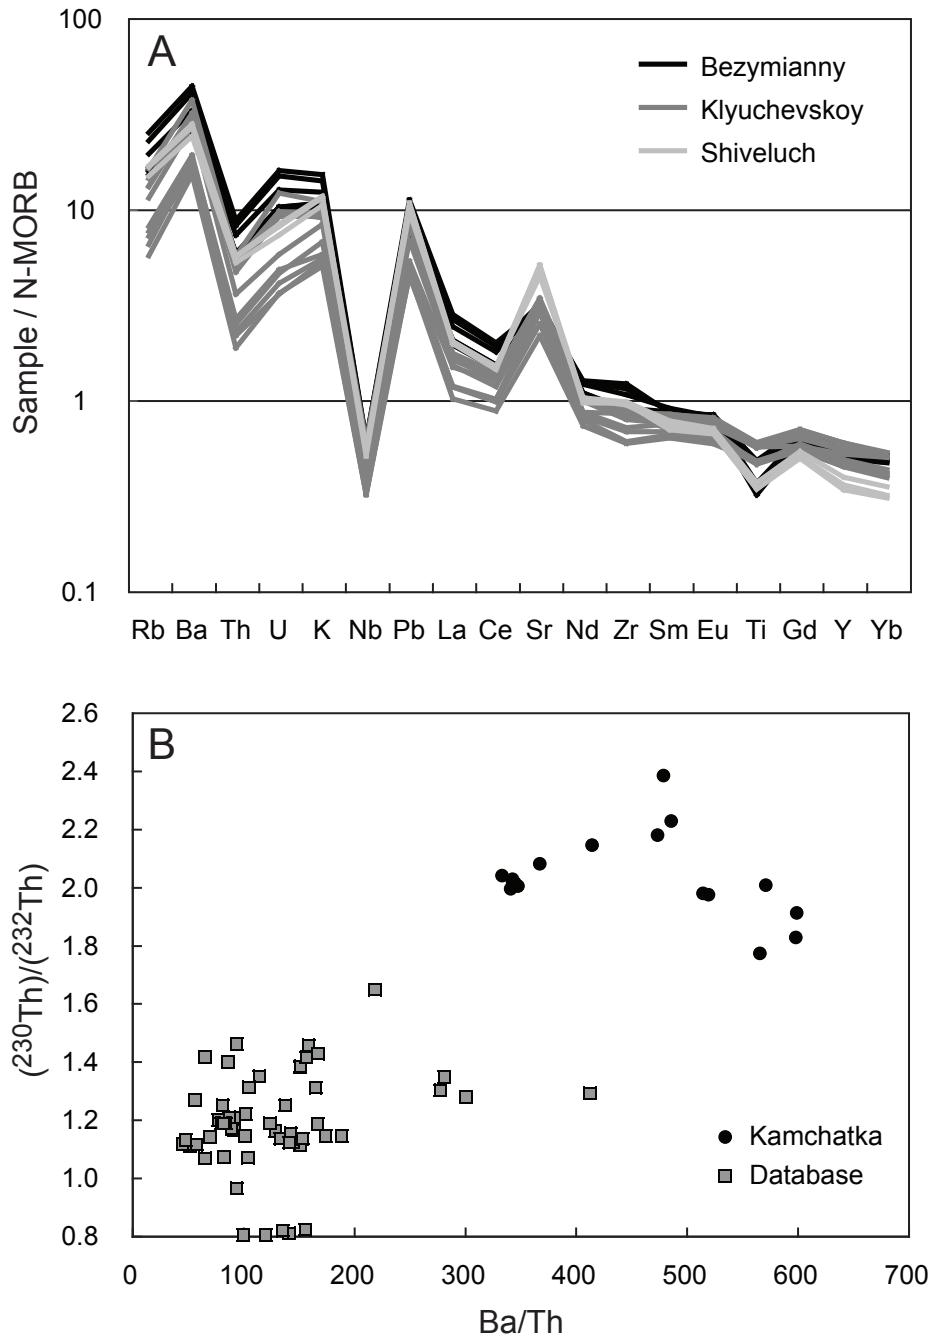 100
A
Bezymianny
Klyuchevskoy
Shiveluch
10
Sample / N-MORB
1
0.1
Rb Ba Th U K Nb Pb La Ce Sr Nd Zr Sm Eu Ti Gd Y Yb
2.6
B
2.4
2.2
2.0
1.8
(²³⁰Th)/(²³²Th)
1.6
1.4
1.2
Kamchatka
Database
1.0
0.8
0 100 200 300 400 500 600 700
Ba/Th